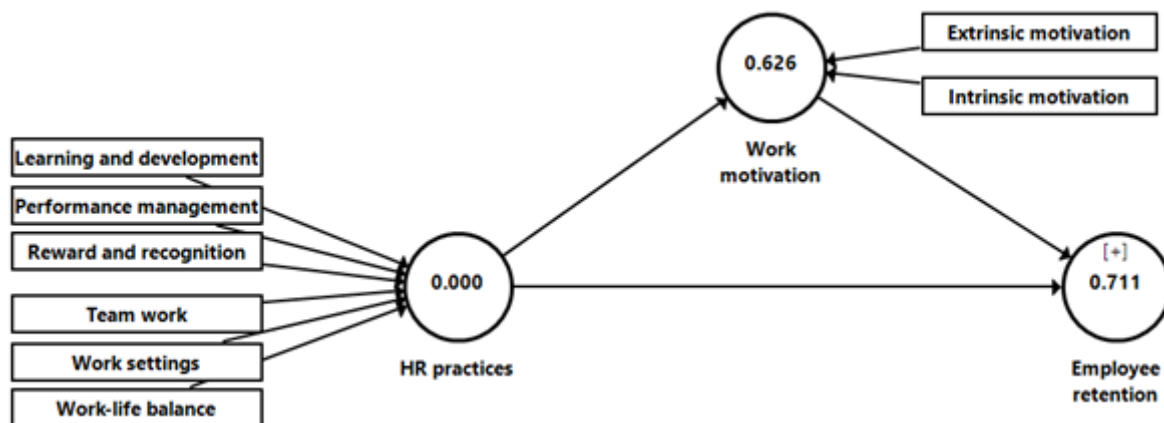 Extrinsic motivation
0.626
Intrinsic motivation
Work
motivation
Learning and development
Performance management
Reward and recognition
Team work
Work settings
Work-life balance
0.000
HR practices
[+]
0.711
Employee
retention